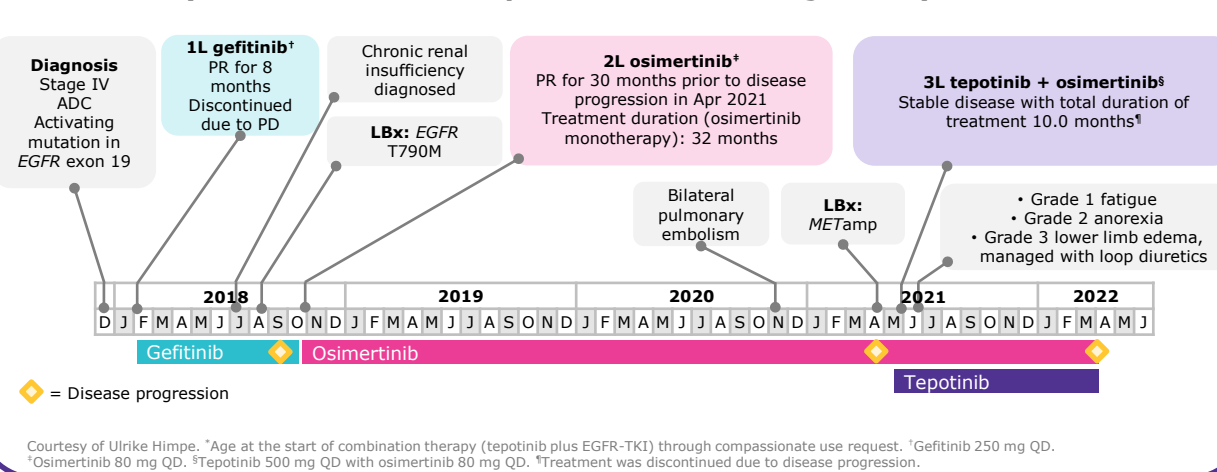 Diagnosis
Stage IV
ADC
Activating
mutation in
EGFR exon 19
1L gefitinib†
PR for 8
months
Discontinued
due to PD
Chronic renal
insufficiency
diagnosed
LBx: EGFR
T790M
2L osimertinib‡
PR for 30 months prior to disease
progression in Apr 2021
Treatment duration (osimertinib
monotherapy): 32 months
Bilateral
pulmonary
embolism
LBx:
METamp
3L tepotinib + osimertinib§
Stable disease with total duration of
treatment 10.0 months¶
• Grade 1 fatigue
• Grade 2 anorexia
• Grade 3 lower limb edema,
managed with loop diuretics
2018 2019 2020 2021 2022
D J F M A M J J A S O N D J F M A M J J A S O N D J F M A M J J A S O N D J F M A M J J A S O N D J F M A M J
Gefitinib
Osimertinib
Tepotinib
= Disease progression
Courtesy of Ulrike Himpe. *Age at the start of combination therapy (tepotinib plus EGFR-TKI) through compassionate use request. †Gefitinib 250 mg QD.
‡Osimertinib 80 mg QD. §Tepotinib 500 mg QD with osimertinib 80 mg QD. ¶Treatment was discontinued due to disease progression.